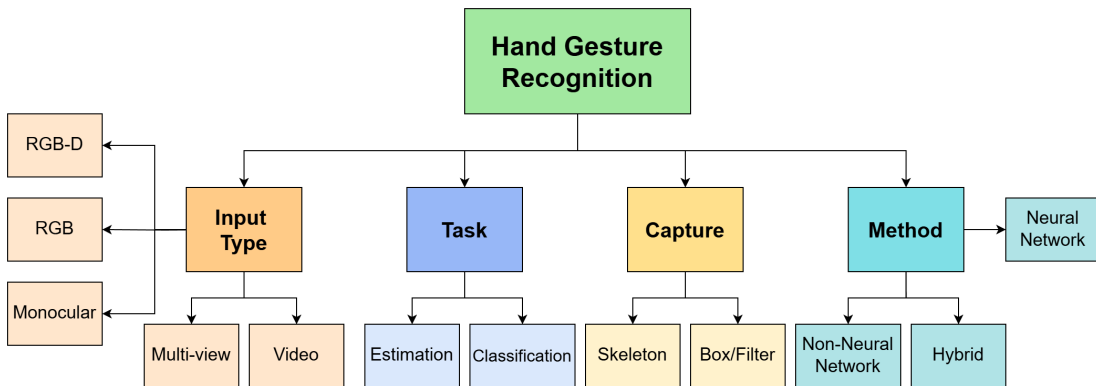 Hand Gesture
Recognition
RGB-D
RGB
Monocular
Input
Type
Task
Capture
Method
Neural
Network
Multi-view
Video
Estimation
Classification
Skeleton
Box/Filter
Non-Neural
Network
Hybrid